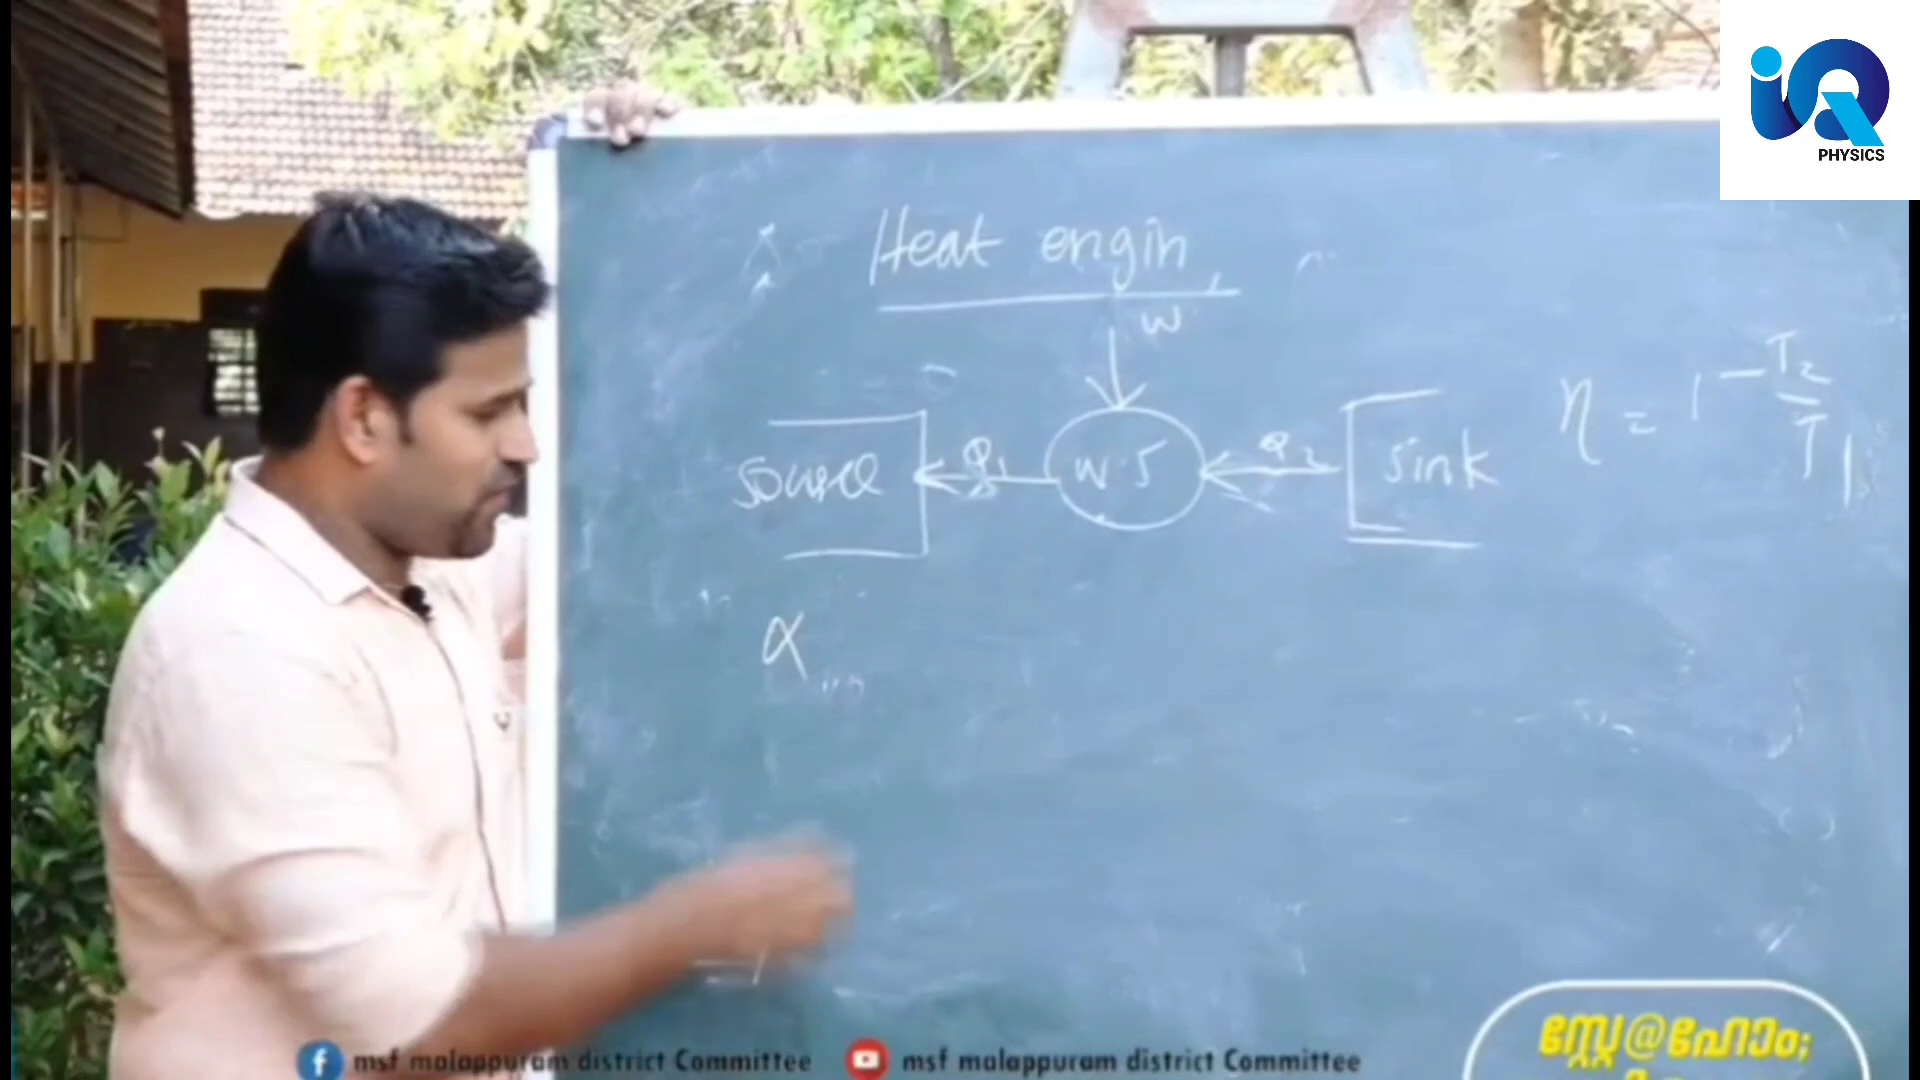 iQ
PHYSICS
Heat engin
W
source
Q1
W.S
Q2
sink
η = 1 - T2/T1
α
msf malappuram district Committee
msf malappuram district Committee
സ്റ്റേ@ഹോം;